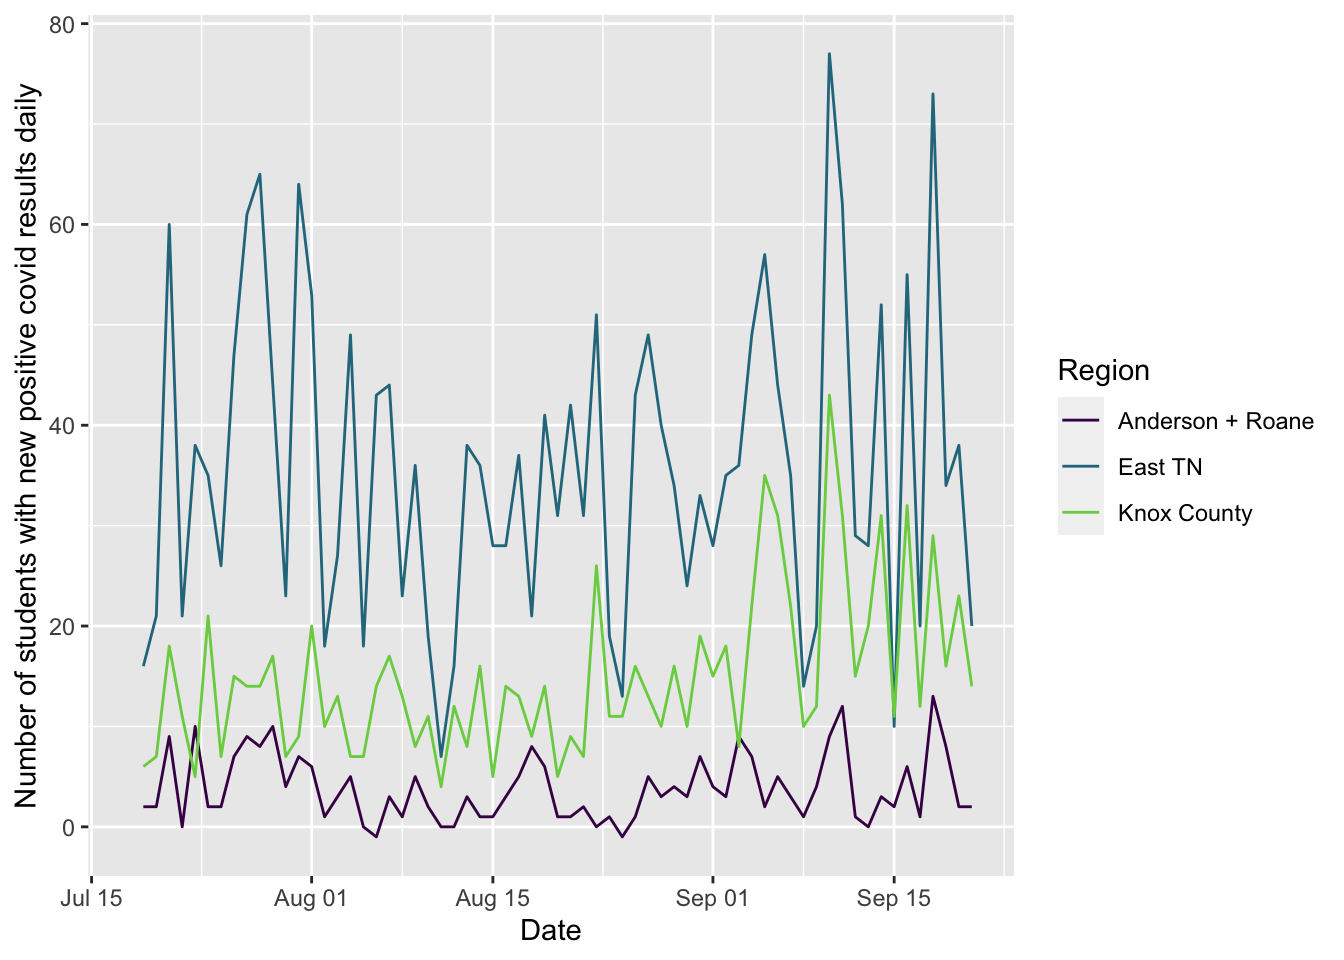 Number of students with new positive covid results daily
80
60
40
20
0
Jul 15
Aug 01
Aug 15
Sep 01
Sep 15
Date
Region
Anderson + Roane
East TN
Knox County